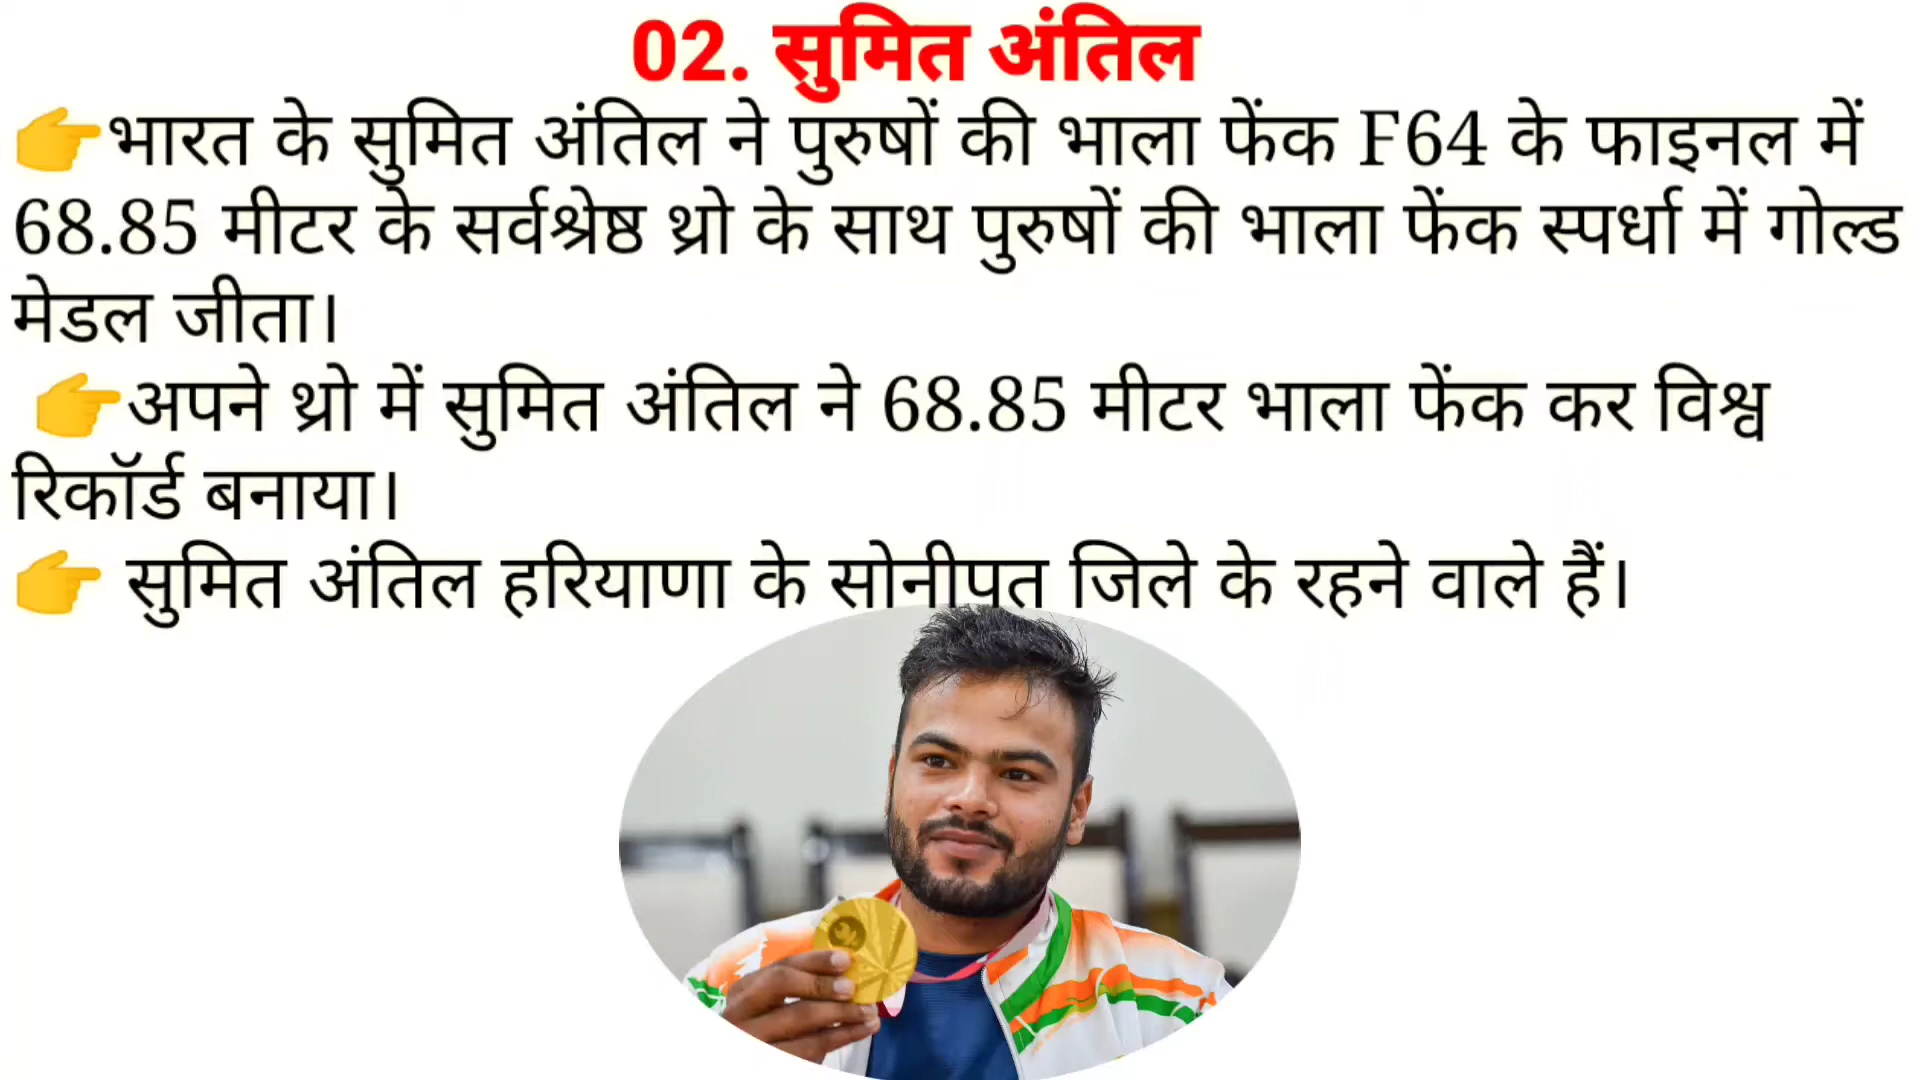 02. सुमित अंतिल
👉भारत के सुमित अंतिल ने पुरुषों की भाला फेंक F64 के फाइनल में
68.85 मीटर के सर्वश्रेष्ठ थ्रो के साथ पुरुषों की भाला फेंक स्पर्धा में गोल्ड
मेडल जीता।
👉अपने थ्रो में सुमित अंतिल ने 68.85 मीटर भाला फेंक कर विश्व
रिकॉर्ड बनाया।
👉 सुमित अंतिल हरियाणा के सोनीपत जिले के रहने वाले हैं।